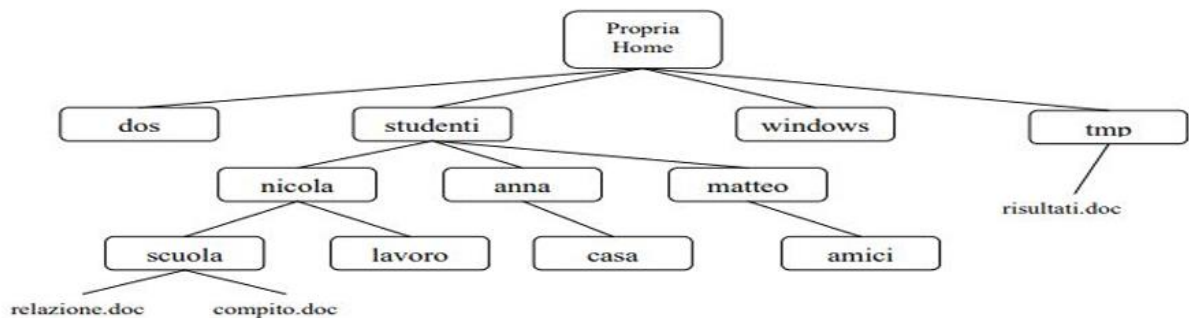 Propria
Home
dos
studenti
windows
tmp
nicola
anna
matteo
risultati.doc
scuola
lavoro
casa
amici
relazione.doc
compito.doc